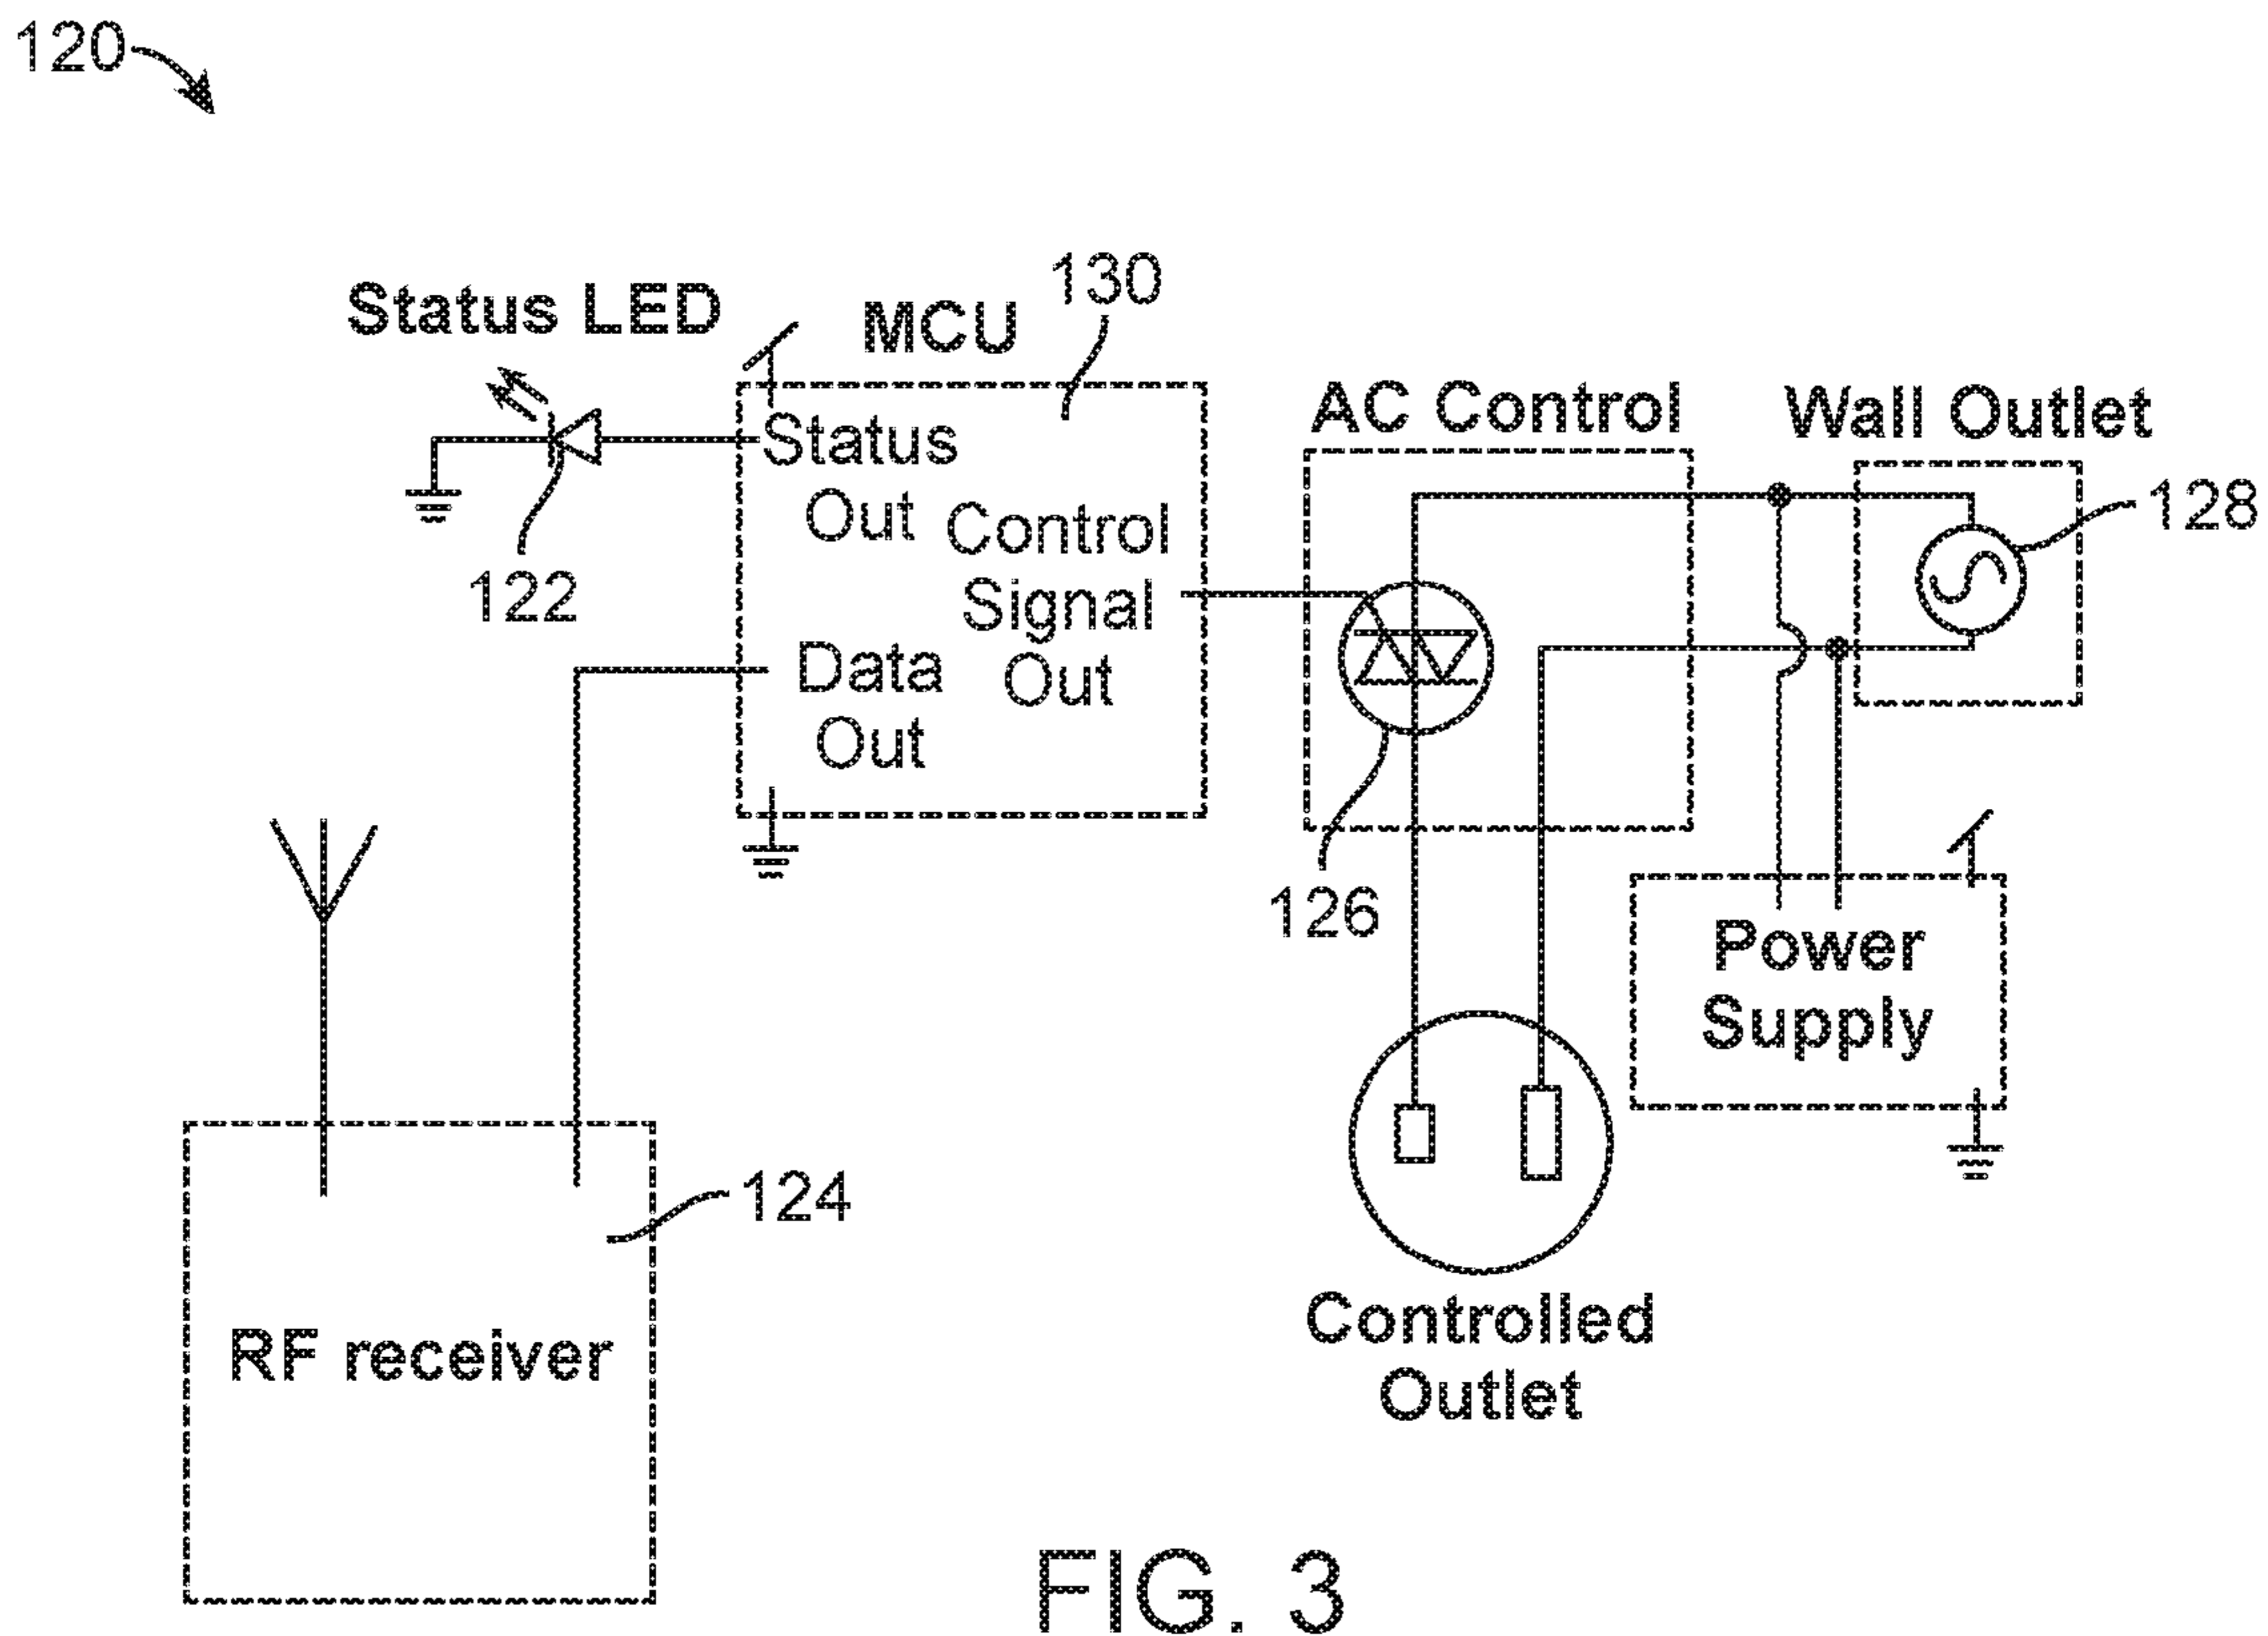 120
130
Status LED
MCU
AC Control
Wall Outlet
128
Status
Out
Control
Signal
Out
122
Data
Out
126
Power
Supply
124
RF receiver
Controlled
Outlet
FIG. 3